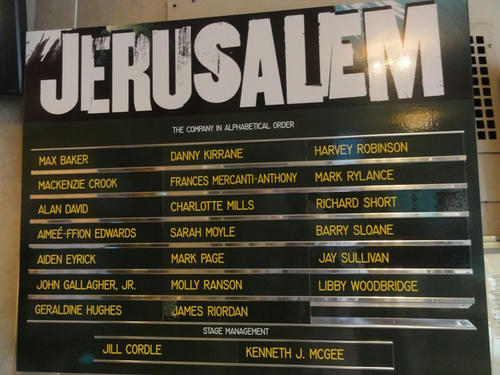 JERUSALEM
THE COMPANY IN ALPHABETICAL ORDER
MAX BAKER
MACKENZIE CROOK
ALAN DAVID
AIMEÉ-FFION EDWARDS
AIDEN EYRICK
JOHN GALLAGHER, JR.
GERALDINE HUGHES
DANNY KIRRANE
FRANCES MERCANTI-ANTHONY
CHARLOTTE MILLS
SARAH MOYLE
MARK PAGE
MOLLY RANSON
JAMES RIORDAN
HARVEY ROBINSON
MARK RYLANCE
RICHARD SHORT
BARRY SLOANE
JAY SULLIVAN
LIBBY WOODBRIDGE
STAGE MANAGEMENT
JILL CORDLE
KENNETH J. MCGEE